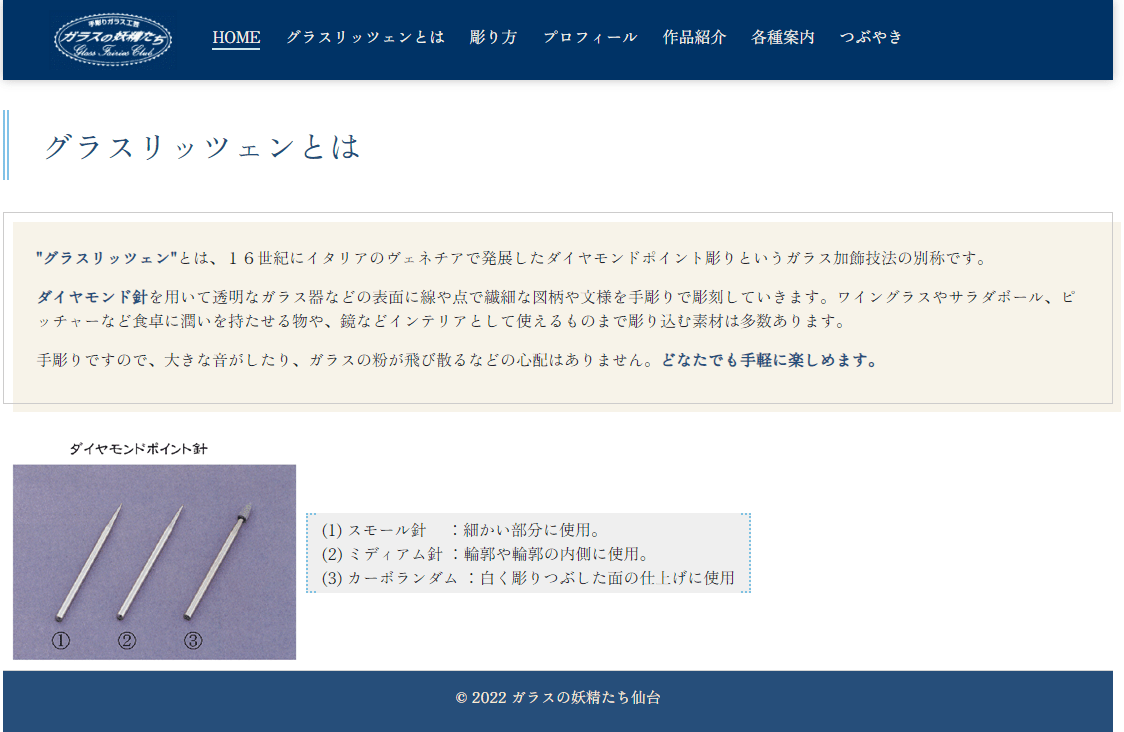 手彫りガラス工房
ガラスの妖精たち
Glass Fairies Club
HOME グラスリッツェンとは 彫り方 プロフィール 作品紹介 各種案内 つぶやき
グラスリッツェンとは
"グラスリッツェン"とは、１６世紀にイタリアのヴェネチアで発展したダイヤモンドポイント彫りというガラス加飾技法の別称です。
ダイヤモンド針を用いて透明なガラス器などの表面に線や点で繊細な図柄や文様を手彫りで彫刻していきます。ワイングラスやサラダボール、ピ
ッチャーなど食卓に潤いを持たせる物や、鏡などインテリアとして使えるものまで彫り込む素材は多数あります。
手彫りですので、大きな音がしたり、ガラスの粉が飛び散るなどの心配はありません。どなたでも手軽に楽しめます。
ダイヤモンドポイント針
① ② ③
(1) スモール針　：細かい部分に使用。
(2) ミディアム針 ：輪郭や輪郭の内側に使用。
(3) カーボランダム ：白く彫りつぶした面の仕上げに使用
© 2022 ガラスの妖精たち仙台